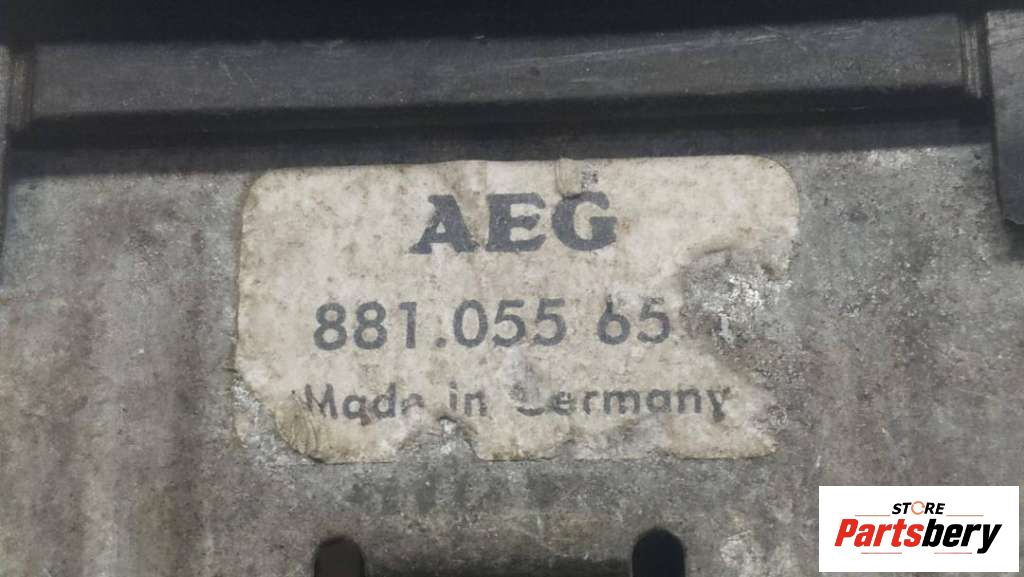 AEG
881.055 65
Made in Germany
STORE
Partsbery